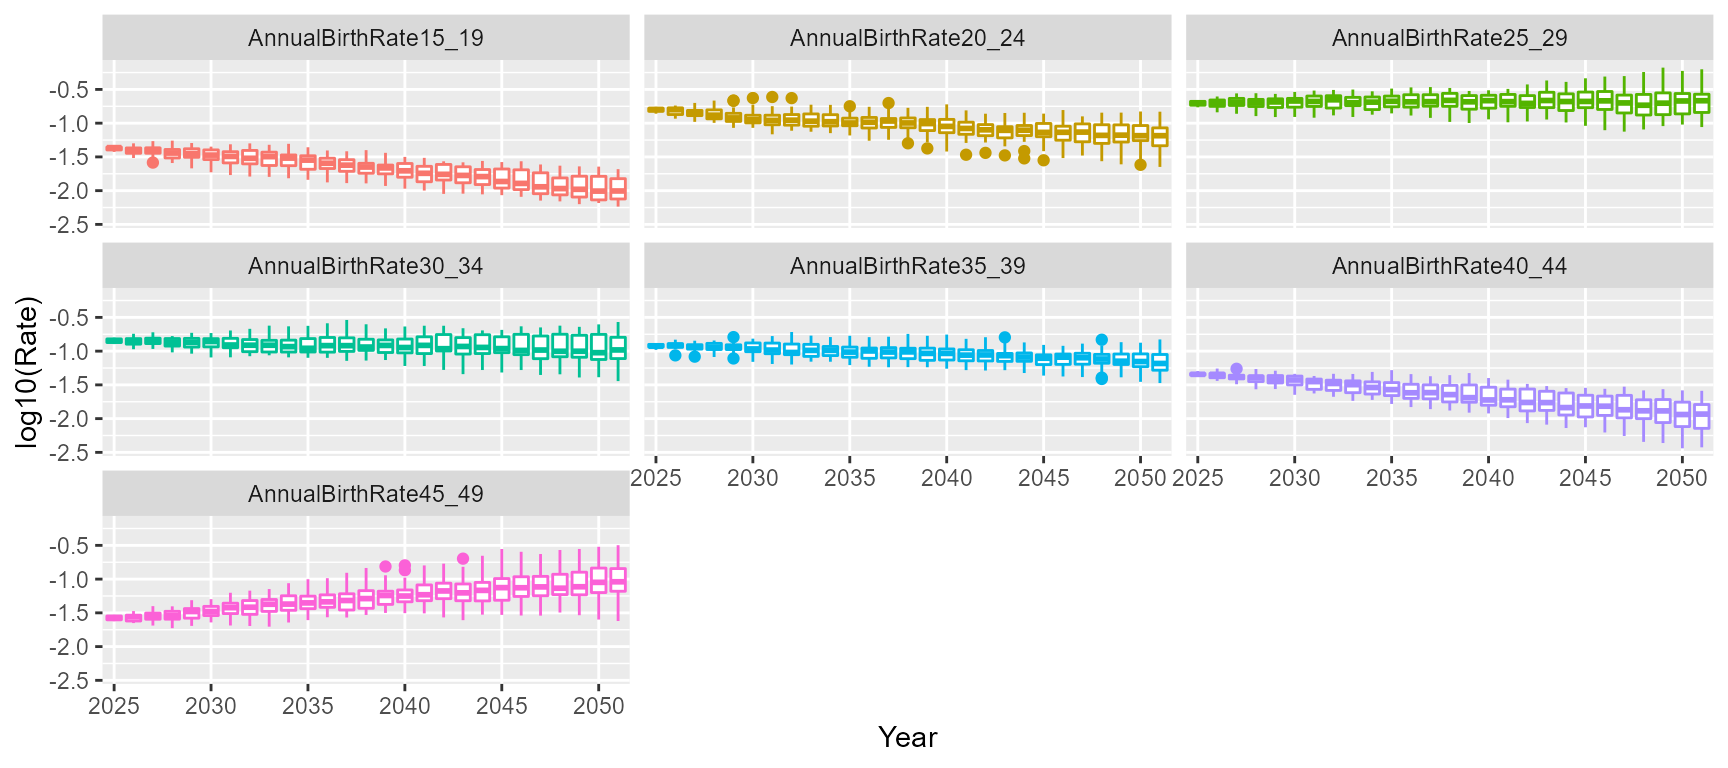 AnnualBirthRate15_19 AnnualBirthRate20_24 AnnualBirthRate25_29
-0.5
-1.0
-1.5
-2.0
-2.5
AnnualBirthRate30_34 AnnualBirthRate35_39 AnnualBirthRate40_44
-0.5
-1.0
-1.5
-2.0
-2.5
log10(Rate)
2025 2030 2035 2040 2045 2050 2025 2030 2035 2040 2045 2050
AnnualBirthRate45_49
-0.5
-1.0
-1.5
-2.0
-2.5
2025 2030 2035 2040 2045 2050
Year